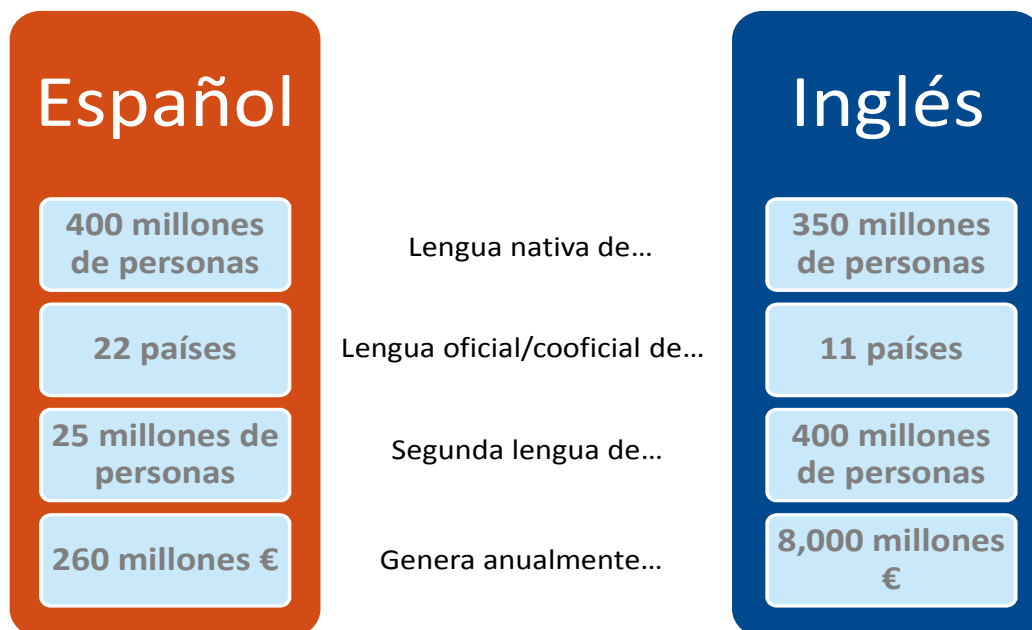 Español
Inglés
400 millones
de personas
Lengua nativa de...
350 millones
de personas
22 países
Lengua oficial/cooficial de...
11 países
25 millones de
personas
Segunda lengua de...
400 millones
de personas
260 millones €
Genera anualmente...
8,000 millones
€